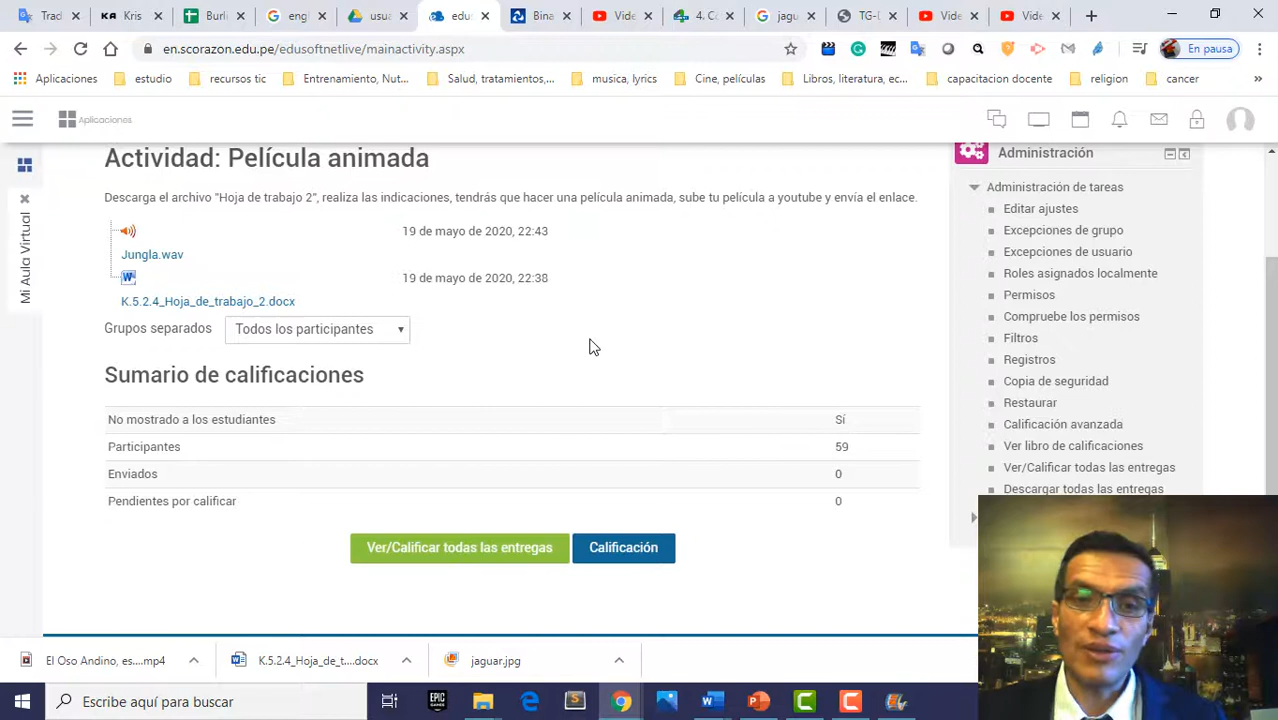 Trad
Kris
Burl
engl
usua
edu
Bina
Vide
4. Co
jagu
TG-L
Vide
Vide
en.scorazon.edu.pe/edusoftnetlive/mainactivity.aspx
En pausa
Aplicaciones
estudio
recursos tic
Entrenamiento, Nut...
Salud, tratamientos,...
musica, lyrics
Cine, películas
Libros, literatura, ec...
capacitacion docente
religion
cancer
»
Aplicaciones
Mi Aula Virtual
Actividad: Película animada
Descarga el archivo "Hoja de trabajo 2", realiza las indicaciones, tendrás que hacer una película animada, sube tu película a youtube y envía el enlace.
19 de mayo de 2020, 22:43
Jungla.wav
19 de mayo de 2020, 22:38
K.5.2.4_Hoja_de_trabajo_2.docx
Grupos separados
Todos los participantes
Sumario de calificaciones
No mostrado a los estudiantes Sí
Participantes 59
Enviados 0
Pendientes por calificar 0
Ver/Calificar todas las entregas
Calificación
Administración
Administración de tareas
Editar ajustes
Excepciones de grupo
Excepciones de usuario
Roles asignados localmente
Permisos
Compruebe los permisos
Filtros
Registros
Copia de seguridad
Restaurar
Calificación avanzada
Ver libro de calificaciones
Ver/Calificar todas las entregas
Descargar todas las entregas
El Oso Andino, es....mp4
K.5.2.4_Hoja_de_t....docx
jaguar.jpg
Escribe aquí para buscar
EPIC GAMES